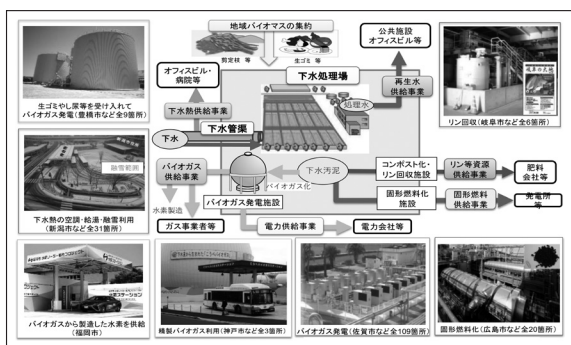 地域バイオマスの集約
剪定枝 等
生ゴミ 等
公共施設
オフィスビル等
オフィスビル・
病院等
下水処理場
再生水
供給事業
処理水
下水熱供給事業
生ゴミやし尿等を受け入れて
バイオガス発電(豊橋市など全9箇所)
リン回収(岐阜市など全6箇所)
下水
下水管渠
融雪範囲
バイオガス
供給事業
下水汚泥
バイオガス化
コンポスト化・
リン回収施設
リン等資源
供給事業
肥料
会社等
水素製造
バイオガス発電施設
固形燃料化
施設
固形燃料
供給事業
発電所
等
下水熱の空調・給湯・融雪利用
(新潟市など全31箇所)
ガス事業者等
電力供給事業
電力会社等
バイオガスから製造した水素を供給
(福岡市)
精製バイオガス利用(神戸市など全3箇所)
バイオガス発電(佐賀市など全109箇所)
固形燃料化(広島市など全20箇所)